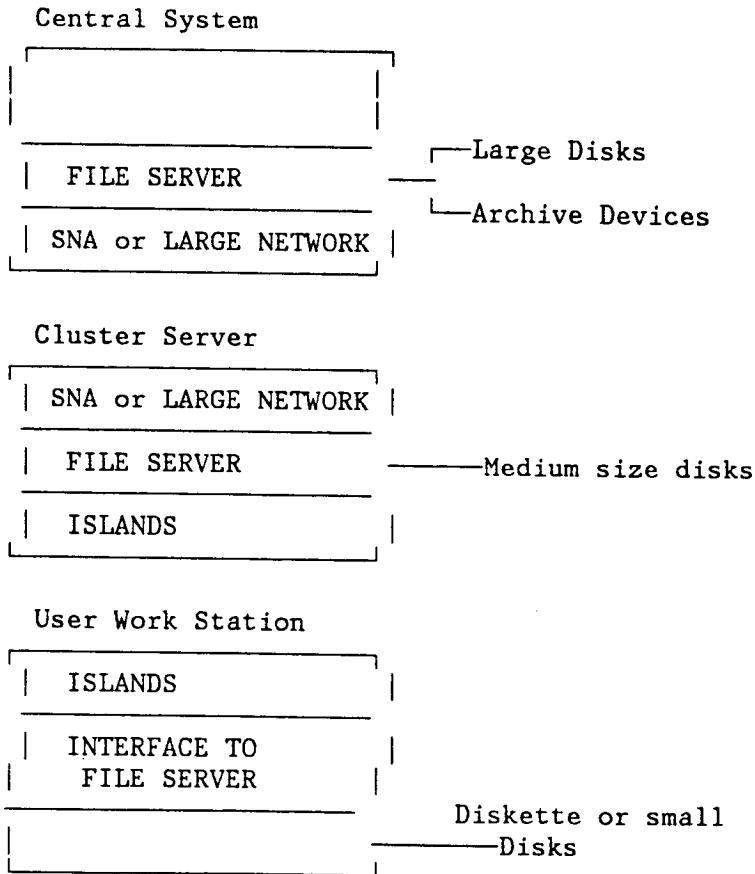 Central System
Large Disks
FILE SERVER
Archive Devices
SNA or LARGE NETWORK
Cluster Server
SNA or LARGE NETWORK
FILE SERVER
Medium size disks
ISLANDS
User Work Station
ISLANDS
INTERFACE TO
FILE SERVER
Diskette or small
Disks